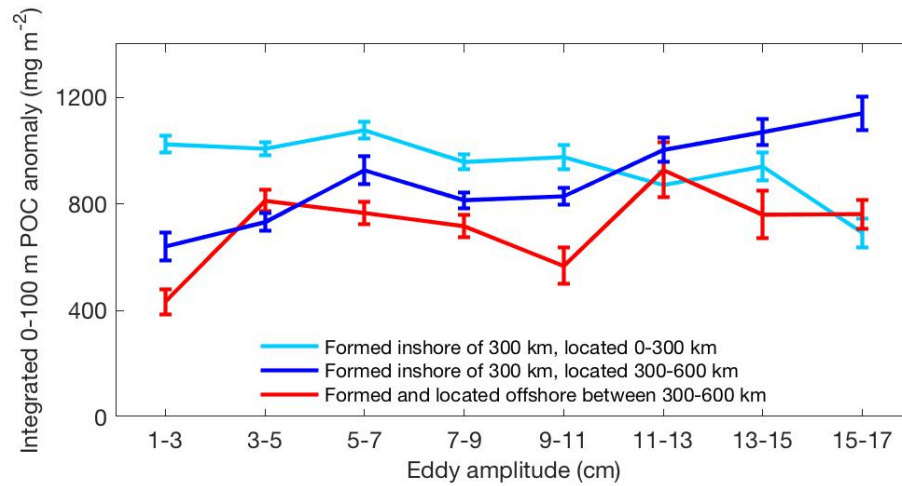 Integrated 0-100 m POC anomaly (mg m⁻²)
1200
800
400
0
Formed inshore of 300 km, located 0-300 km
Formed inshore of 300 km, located 300-600 km
Formed and located offshore between 300-600 km
1-3 3-5 5-7 7-9 9-11 11-13 13-15 15-17
Eddy amplitude (cm)